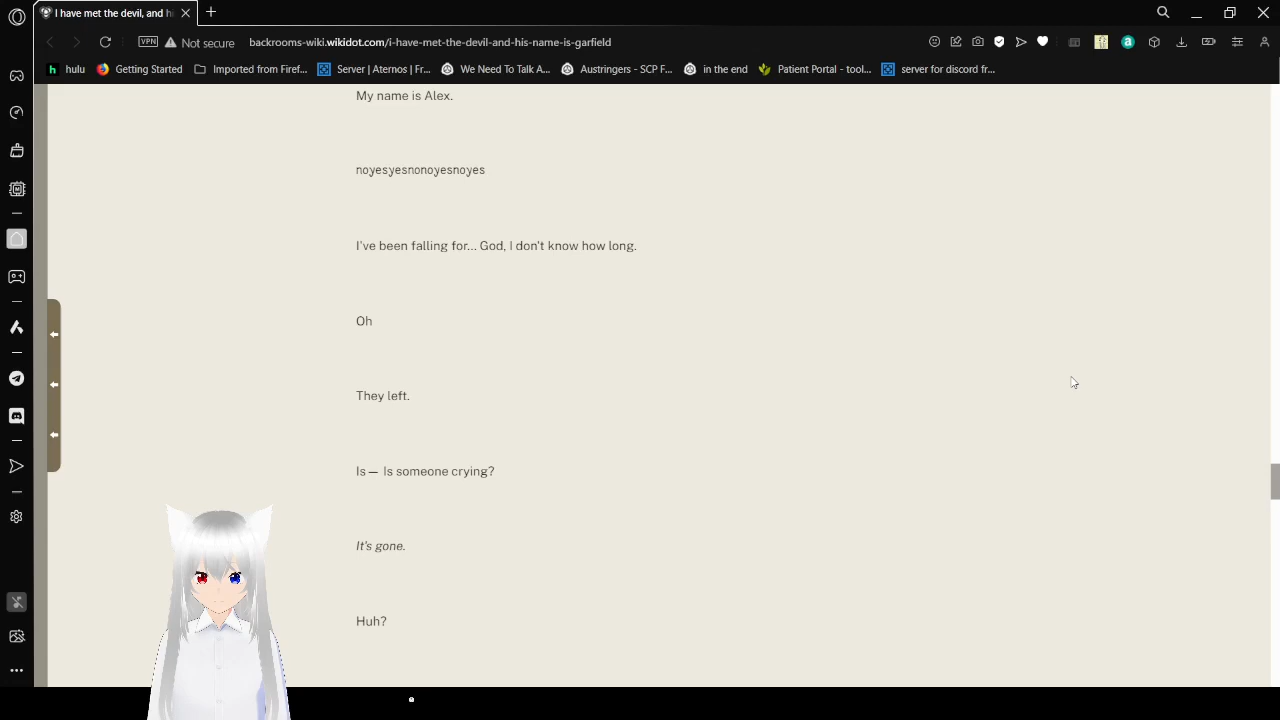 I have met the devil, and hi
VPN
Not secure
backrooms-wiki.wikidot.com/i-have-met-the-devil-and-his-name-is-garfield
hulu
Getting Started
Imported from Firef...
Server | Aternos | Fr...
We Need To Talk A...
Austringers - SCP F...
in the end
Patient Portal - tool...
server for discord fr...
My name is Alex.
noyesyesnonoyesnoyes
I've been falling for... God, I don't know how long.
Oh
They left.
Is— Is someone crying?
It's gone.
Huh?